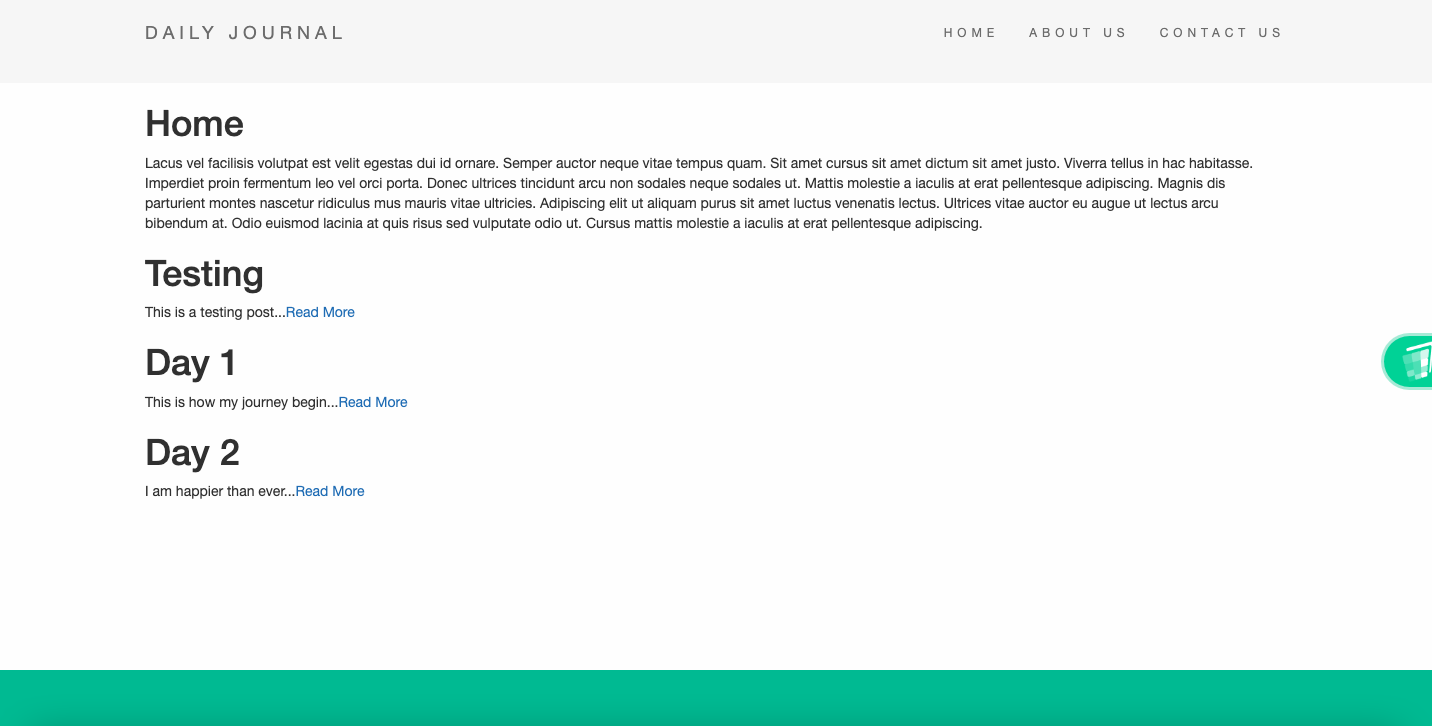 DAILY JOURNAL
HOME ABOUT US CONTACT US
Home
Lacus vel facilisis volutpat est velit egestas dui id ornare. Semper auctor neque vitae tempus quam. Sit amet cursus sit amet dictum sit amet justo. Viverra tellus in hac habitasse.
Imperdiet proin fermentum leo vel orci porta. Donec ultrices tincidunt arcu non sodales neque sodales ut. Mattis molestie a iaculis at erat pellentesque adipiscing. Magnis dis
parturient montes nascetur ridiculus mus mauris vitae ultricies. Adipiscing elit ut aliquam purus sit amet luctus venenatis lectus. Ultrices vitae auctor eu augue ut lectus arcu
bibendum at. Odio euismod lacinia at quis risus sed vulputate odio ut. Cursus mattis molestie a iaculis at erat pellentesque adipiscing.
Testing
This is a testing post...Read More
Day 1
This is how my journey begin...Read More
Day 2
I am happier than ever...Read More